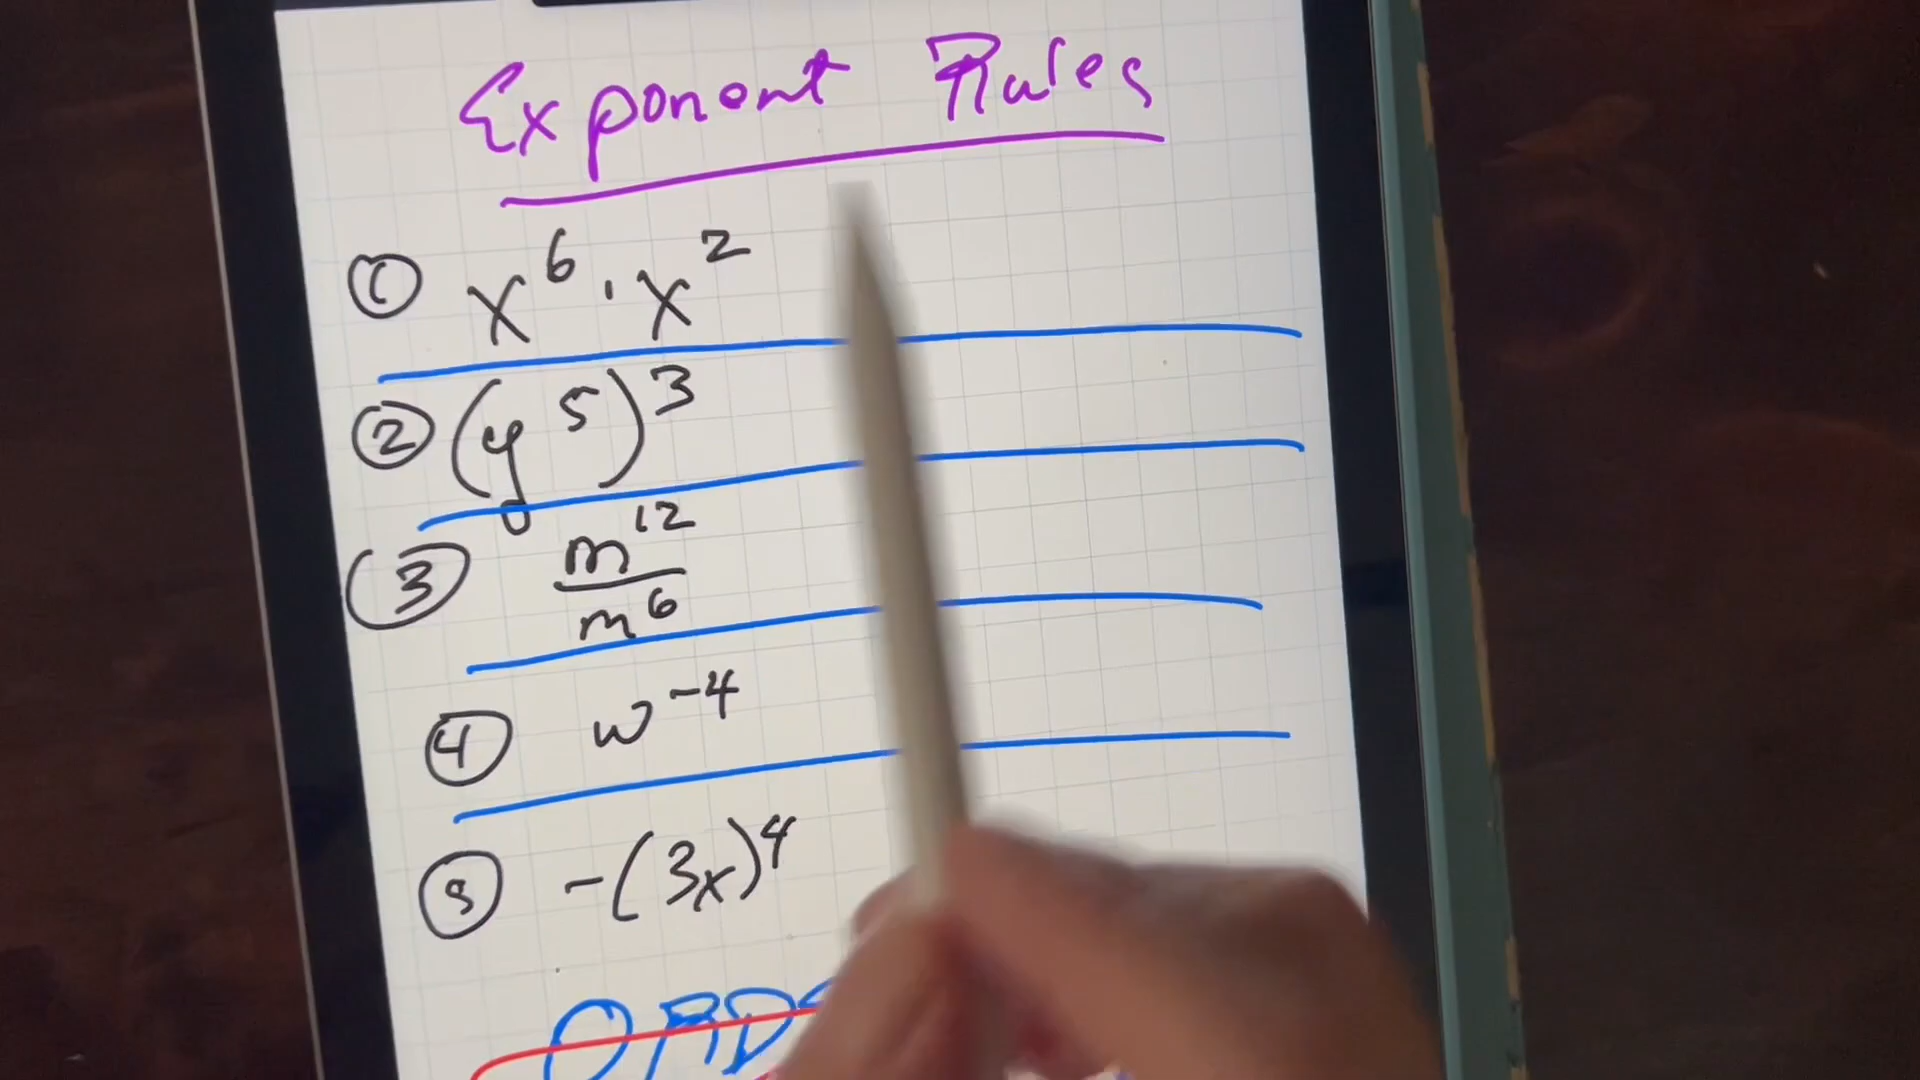 Exponent Rules
① x⁶ · x²
② (y⁵)³
③ m¹²
m⁶
④ w⁻⁴
⑤ -(3x)⁴